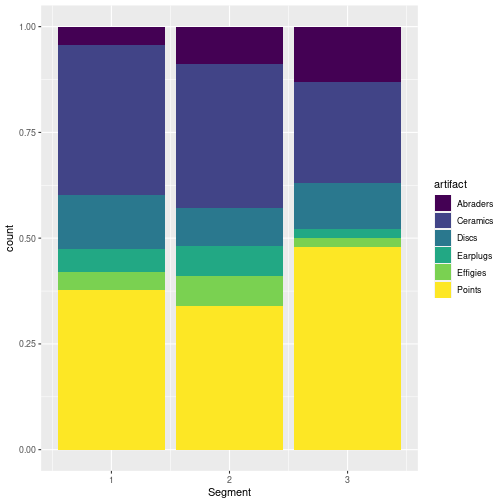 1.00
0.75
0.50
0.25
0.00
count
1 2 3
Segment
artifact
Abraders
Ceramics
Discs
Earplugs
Effigies
Points